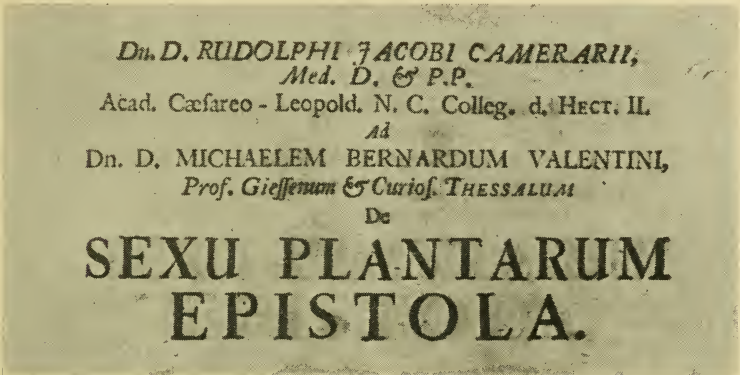 Dn. D. RUDOLPHI JACOBI CAMERARII,
Med. D. & P.P.
Acad. Cæſareo - Leopold. N. C. Colleg. d. HECT. II.
Ad
Dn. D. MICHAELEM BERNARDUM VALENTINI,
Prof. Gieſſenum & Curioſ. THESSALUM
De
SEXU PLANTARUM
EPISTOLA.